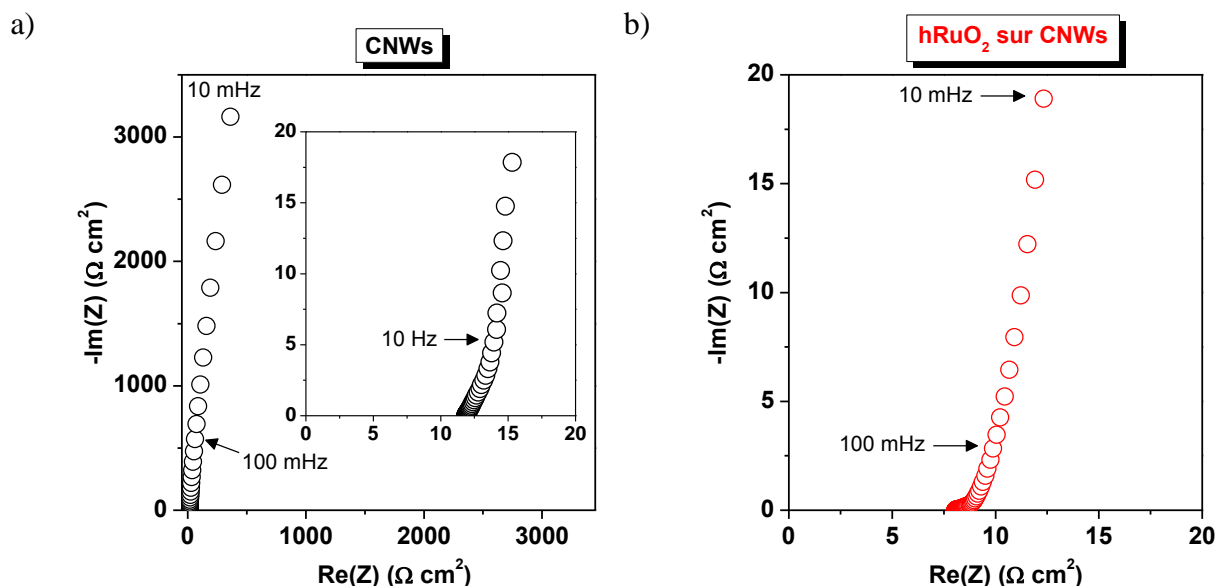 a)
CNWs
10 mHz
3000
2000
1000
0
-Im(Z) (Ω cm²)
20
15
10
5
0
10 Hz
0 5 10 15 20
100 mHz
0 1000 2000 3000
Re(Z) (Ω cm²)
b)
hRuO₂ sur CNWs
20
15
10
5
0
-Im(Z) (Ω cm²)
10 mHz
100 mHz
0 5 10 15 20
Re(Z) (Ω cm²)